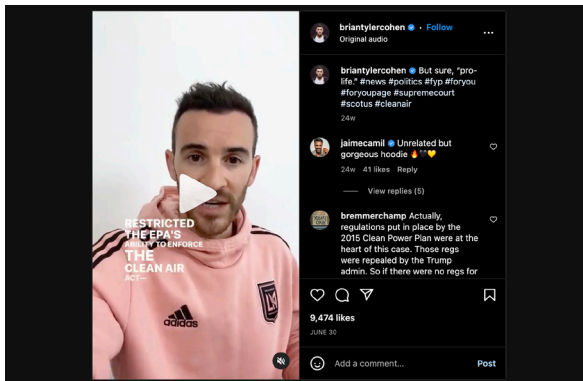 RESTRICTED
THE EPA'S
ABILITY TO ENFORCE
THE
CLEAN AIR
ACT—
adidas
briantylercohen • Follow
Original audio
briantylercohen But sure, "pro-
life." #news #politics #fyp #foryou
#foryoupage #supremecourt
#scotus #cleanair
24w
jaimecamil Unrelated but
gorgeous hoodie 🔥🖤💛
24w 41 likes Reply
View replies (5)
bremmerchamp Actually,
regulations put in place by the
2015 Clean Power Plan were at the
heart of this case. Those regs
were repealed by the Trump
admin. So if there were no regs for
9,474 likes
JUNE 30
Add a comment...
Post